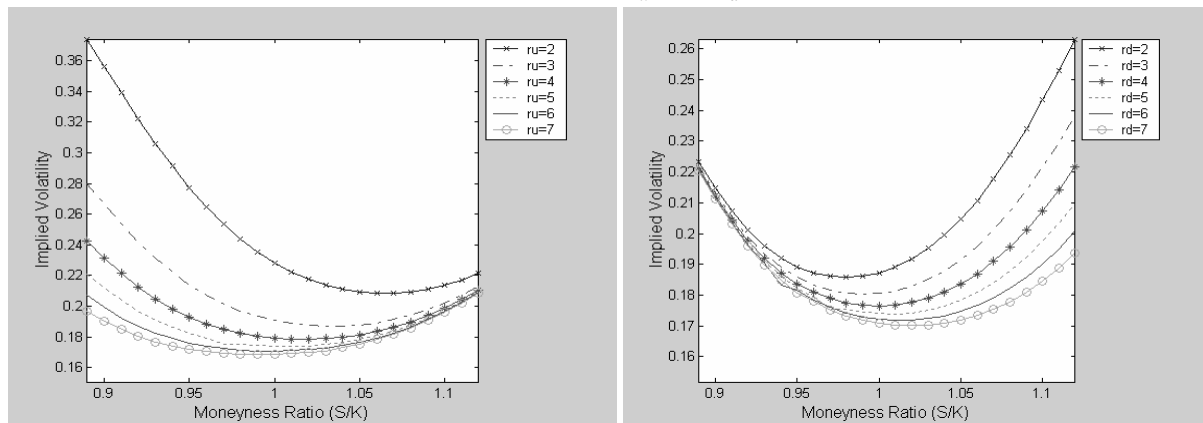 0.36
0.34
0.32
0.3
0.28
0.26
0.24
0.22
0.2
0.18
0.16
Implied Volatility
0.9
0.95
1
1.05
1.1
Moneyness Ratio (S/K)
ru=2
ru=3
ru=4
ru=5
ru=6
ru=7
0.26
0.25
0.24
0.23
0.22
0.21
0.2
0.19
0.18
0.17
0.16
Implied Volatility
0.9
0.95
1
1.05
1.1
Moneyness Ratio (S/K)
rd=2
rd=3
rd=4
rd=5
rd=6
rd=7